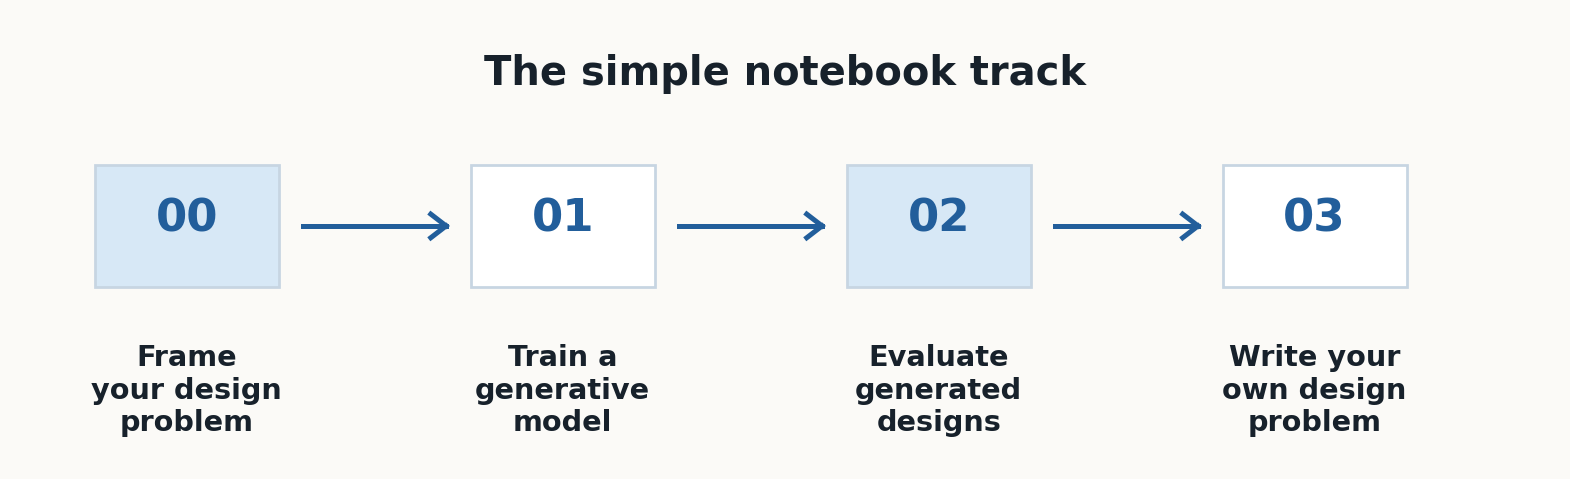 The simple notebook track
00
01
02
03
Frame
your design
problem
Train a
generative
model
Evaluate
generated
designs
Write your
own design
problem